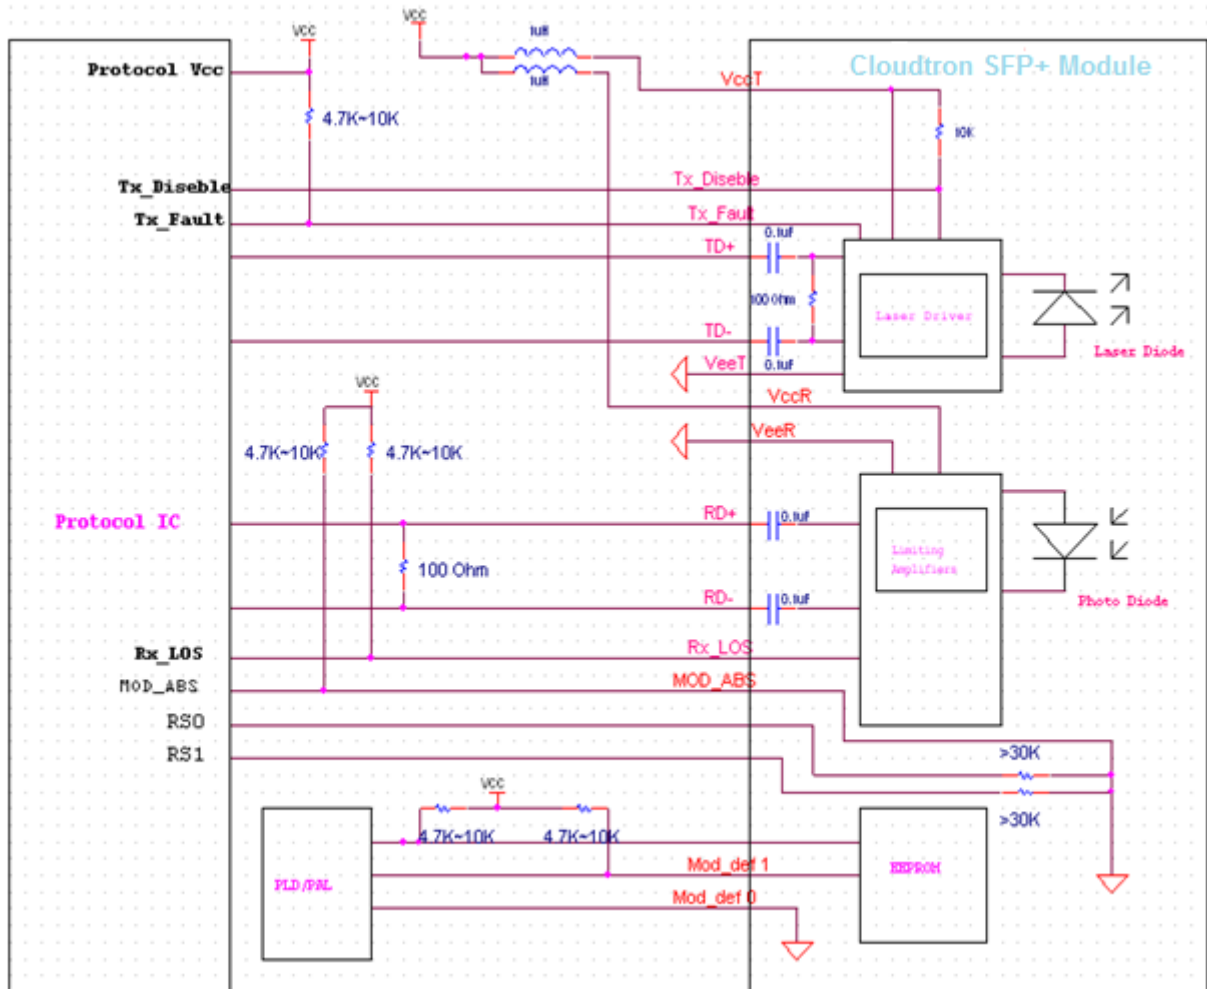 Vcc
Vcc
1uH
1uH
Protocol Vcc
VccT
Cloudtron SFP+ Module
4.7K~10K
10K
Tx_Diseble
Tx_Diseble
Tx_Fault
Tx_Fault
0.1uf
TD+
100 Ohm
Laser Driver
TD-
Laser Diode
VeeT
0.1uf
VCC
VccR
VeeR
4.7K~10K
4.7K~10K
Protocol IC
RD+
0.1uf
Limiting
Amplifiers
100 Ohm
RD-
0.1uf
Photo Diode
Rx_LOS
Rx_LOS
MOD_ABS
MOD_ABS
RS0
RS1
>30K
VCC
>30K
4.7K~10K
4.7K~10K
Mod_def 1
EEPROM
PLD/PAL
Mod_def 0